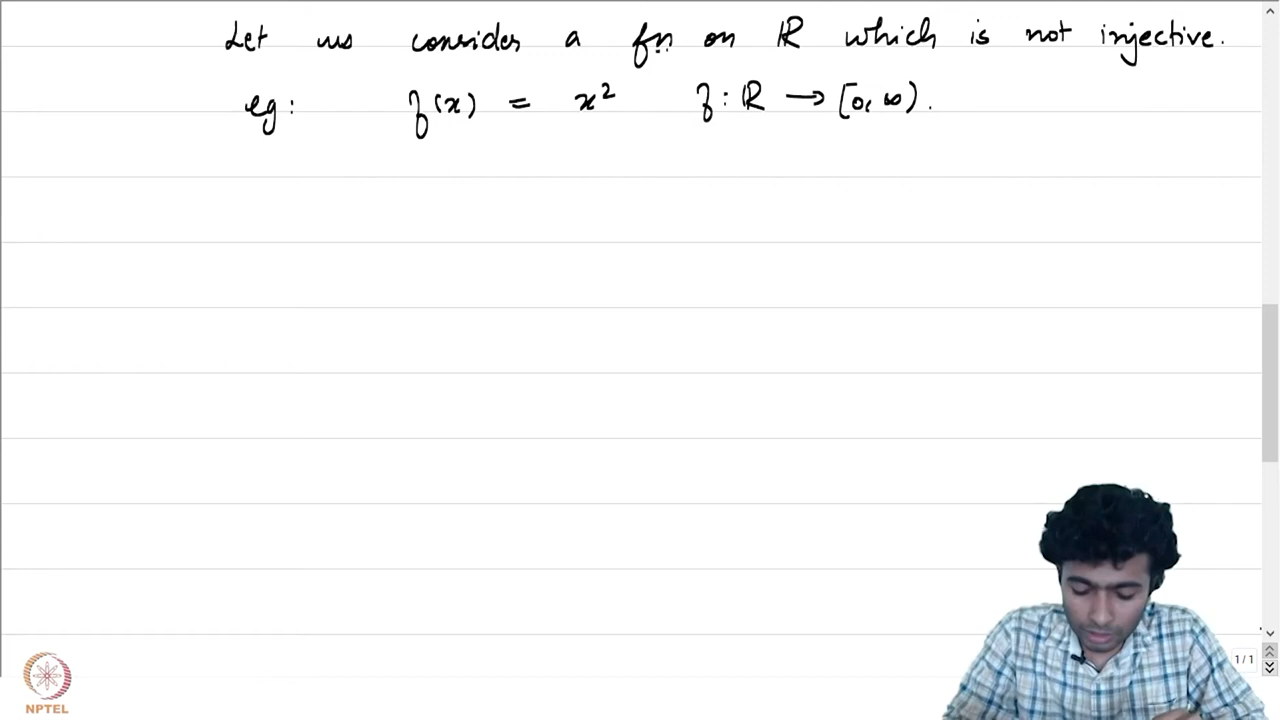 Let us consider a fn on ℝ which is not injective.
eg: f(x) = x² f: ℝ → [0, ∞).
1/1
NPTEL